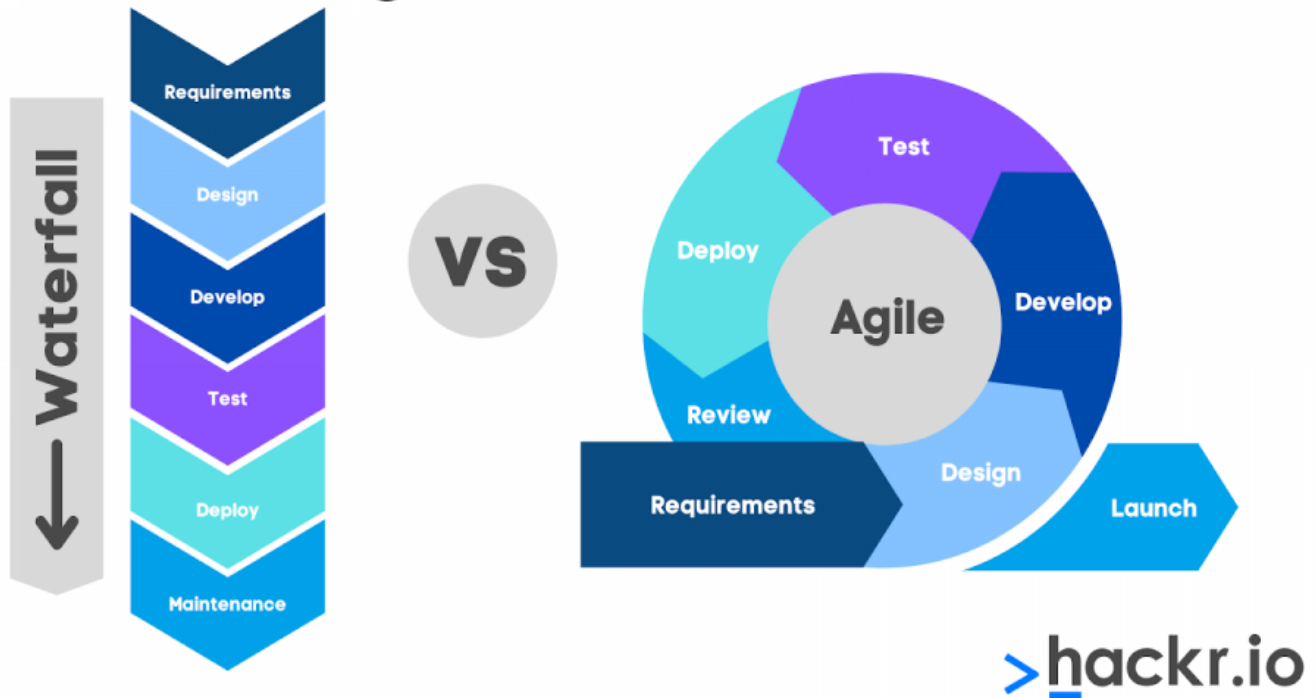 Waterfall
Requirements
Design
Develop
Test
Deploy
Maintenance
VS
Agile
Requirements
Design
Develop
Test
Deploy
Review
Launch
>hackr.io